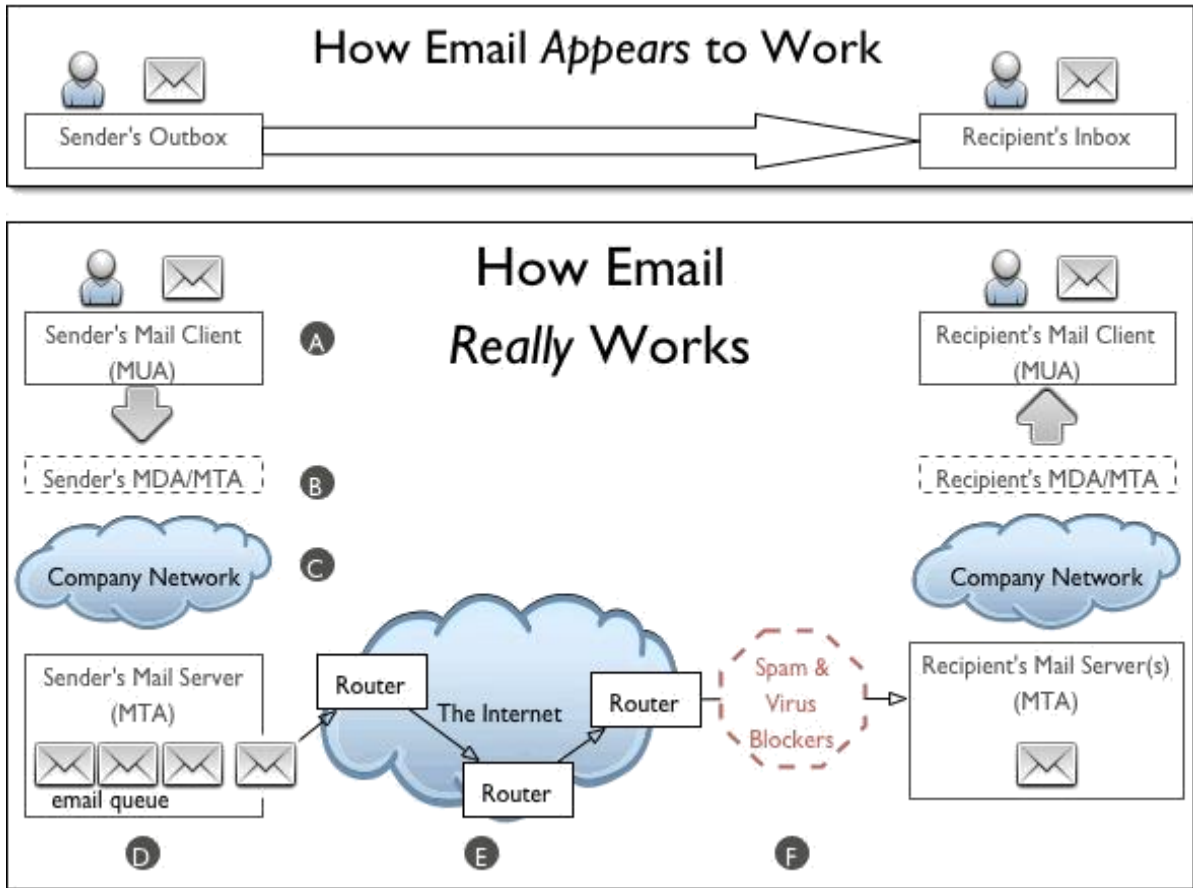 How Email Appears to Work
Sender's Outbox
Recipient's Inbox
How Email
Really Works
Sender's Mail Client
(MUA)
A
Recipient's Mail Client
(MUA)
Sender's MDA/MTA
B
Recipient's MDA/MTA
Company Network
C
Company Network
Sender's Mail Server
(MTA)
email queue
Router
The Internet
Router
Router
Spam &
Virus
Blockers
Recipient's Mail Server(s)
(MTA)
D
E
F